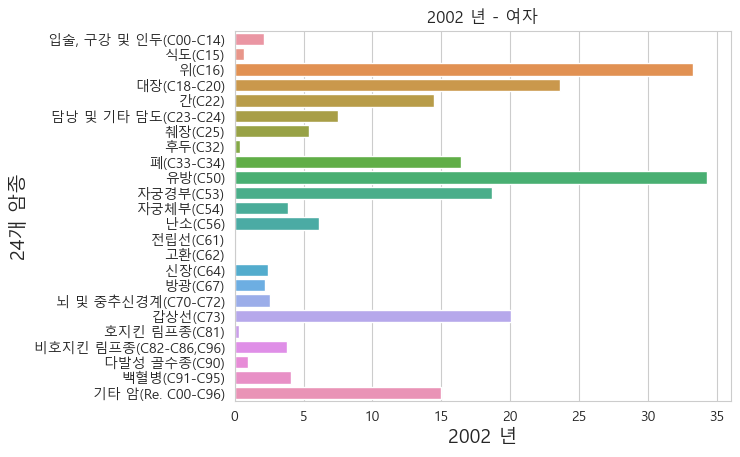 2002 년 - 여자
24개 암종
입술, 구강 및 인두(C00-C14)
식도(C15)
위(C16)
대장(C18-C20)
간(C22)
담낭 및 기타 담도(C23-C24)
췌장(C25)
후두(C32)
폐(C33-C34)
유방(C50)
자궁경부(C53)
자궁체부(C54)
난소(C56)
전립선(C61)
고환(C62)
신장(C64)
방광(C67)
뇌 및 중추신경계(C70-C72)
갑상선(C73)
호지킨 림프종(C81)
비호지킨 림프종(C82-C86,C96)
다발성 골수종(C90)
백혈병(C91-C95)
기타 암(Re. C00-C96)
0 5 10 15 20 25 30 35
2002 년